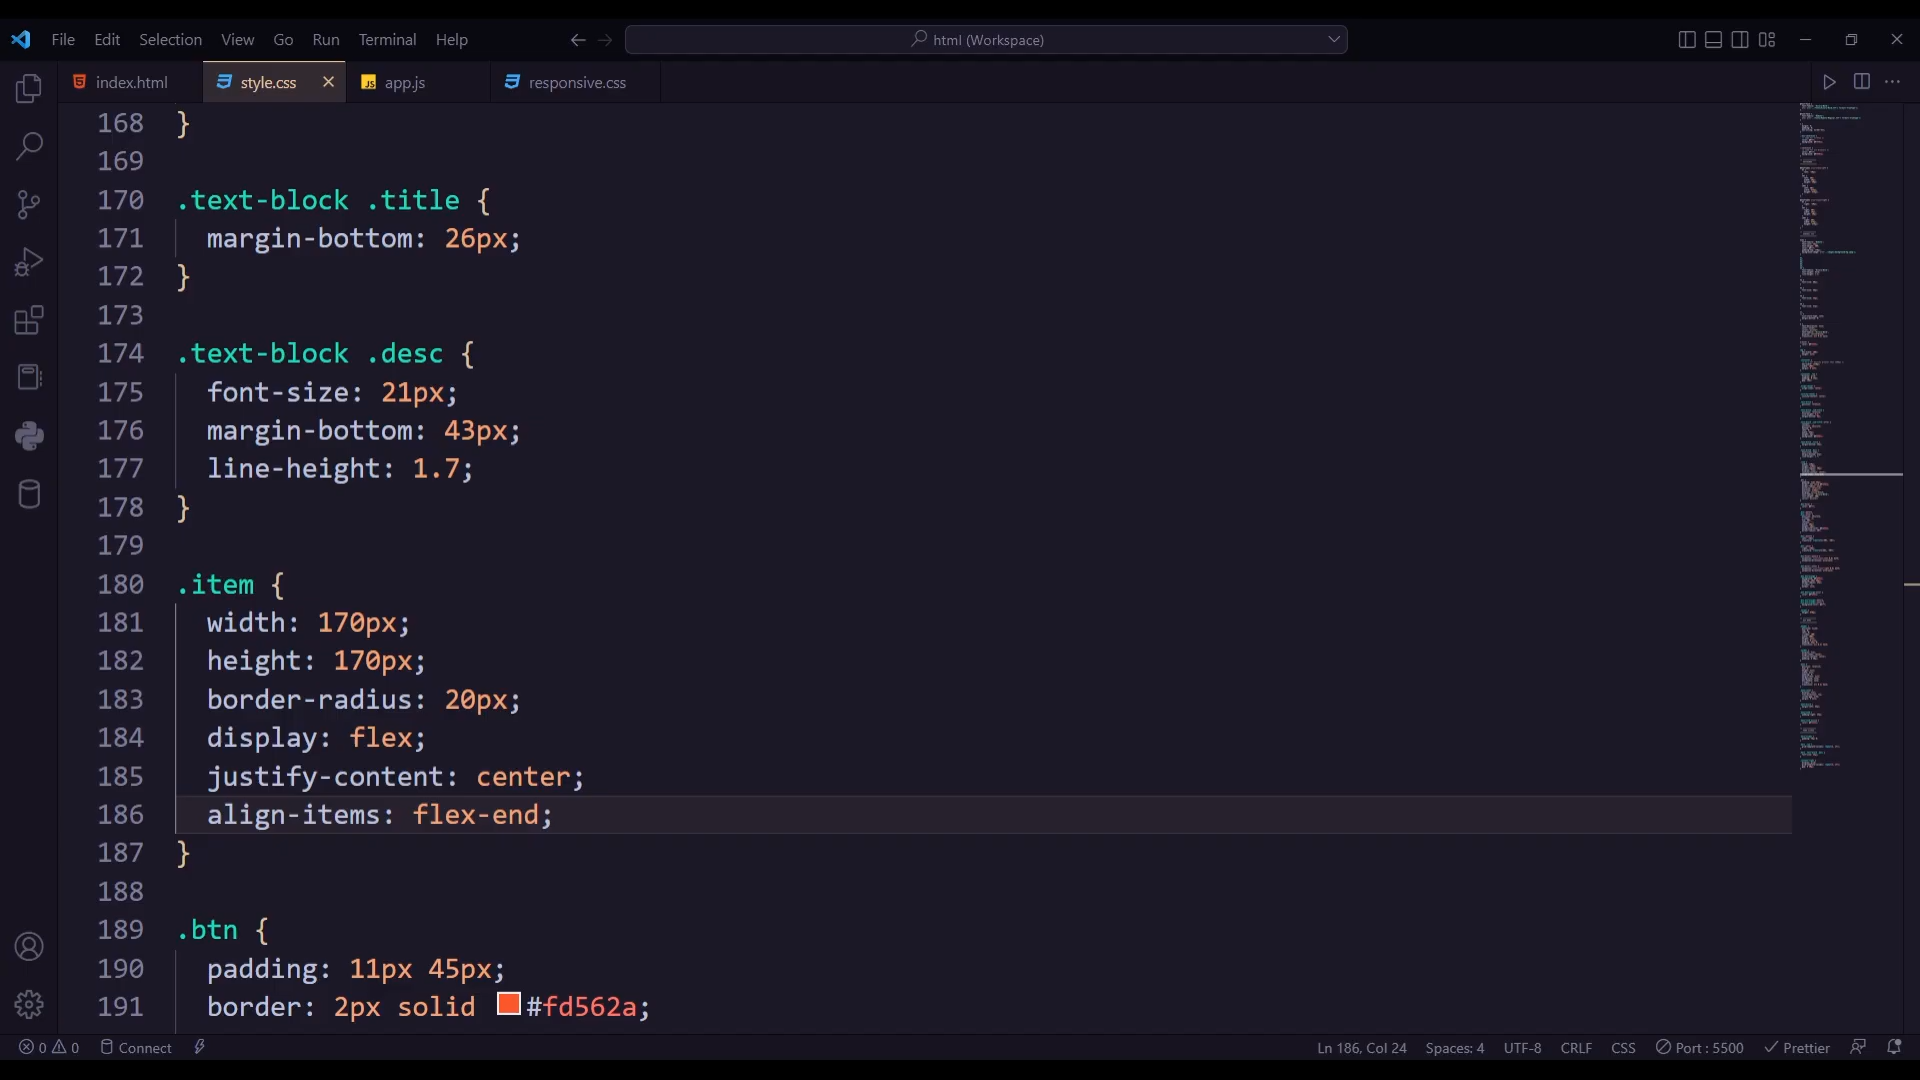 File Edit Selection View Go Run Terminal Help html (Workspace)
index.html style.css app.js responsive.css
168 }
169
170 .text-block .title {
171 margin-bottom: 26px;
172 }
173
174 .text-block .desc {
175 font-size: 21px;
176 margin-bottom: 43px;
177 line-height: 1.7;
178 }
179
180 .item {
181 width: 170px;
182 height: 170px;
183 border-radius: 20px;
184 display: flex;
185 justify-content: center;
186 align-items: flex-end;
187 }
188
189 .btn {
190 padding: 11px 45px;
191 border: 2px solid #fd562a;
0 0 Connect Ln 186, Col 24 Spaces: 4 UTF-8 CRLF CSS Port : 5500 Prettier